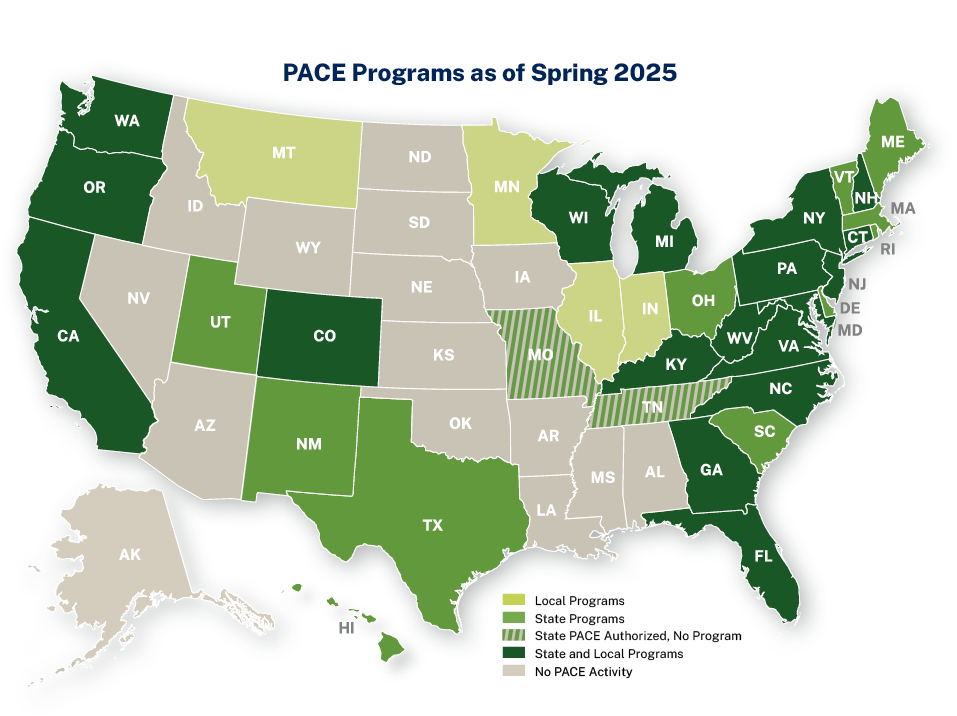 PACE Programs as of Spring 2025
WA
MT
ND
MN
ME
VT
OR
ID
SD
WI
MI
NY
NH
MA
WY
CT
RI
NV
UT
CO
NE
IA
IL
IN
OH
PA
NJ
DE
MD
CA
KS
MO
KY
WV
VA
AZ
NM
OK
AR
TN
NC
SC
TX
LA
MS
AL
GA
FL
AK
HI
Local Programs
State Programs
State PACE Authorized, No Program
State and Local Programs
No PACE Activity